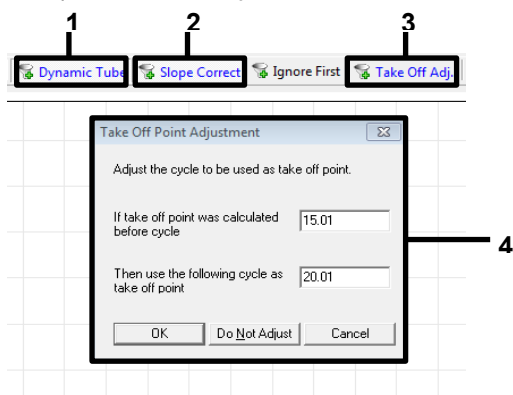 1 2 3
Dynamic Tube Slope Correct Ignore First Take Off Adj.
Take Off Point Adjustment
Adjust the cycle to be used as take off point.
If take off point was calculated
before cycle
15.01
4
Then use the following cycle as
take off point
20.01
OK Do Not Adjust Cancel